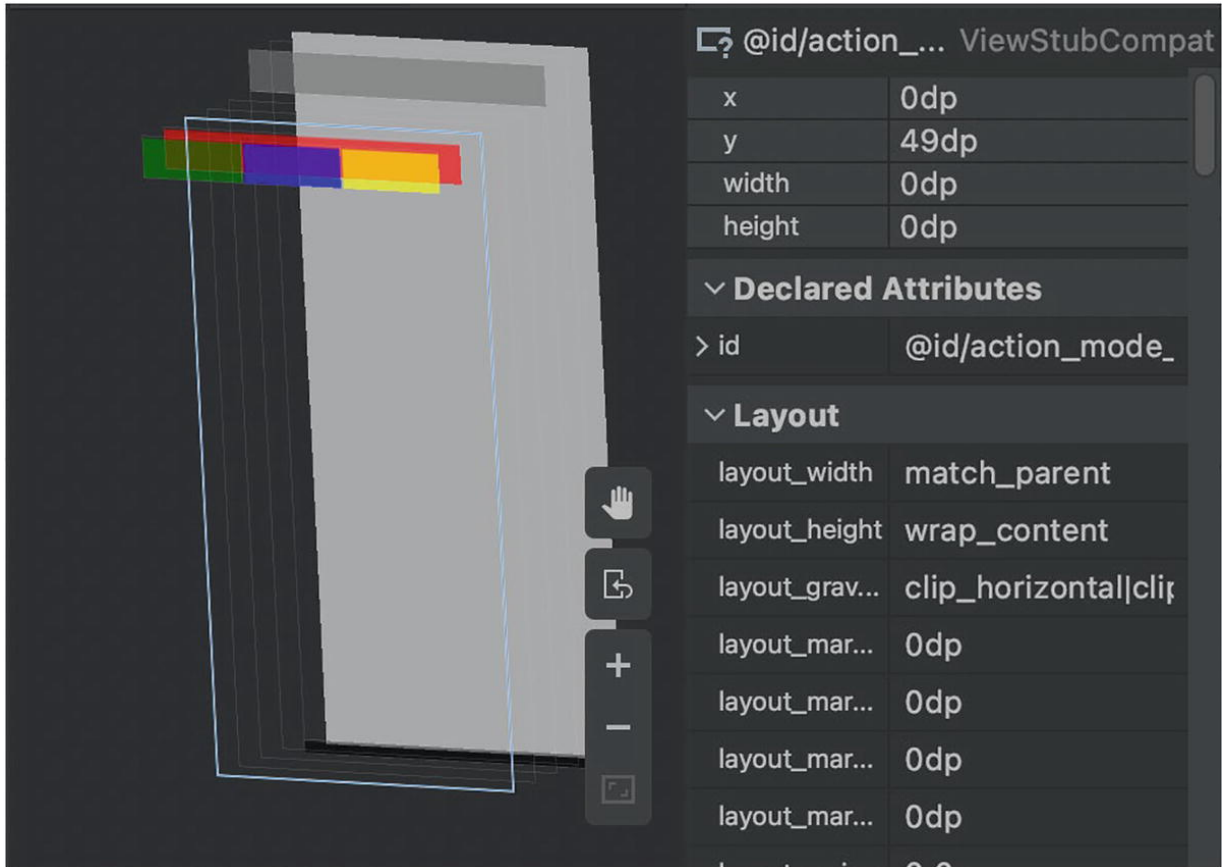 @id/action_... ViewStubCompat
x 0dp
y 49dp
width 0dp
height 0dp
Declared Attributes
id @id/action_mode_
Layout
layout_width match_parent
layout_height wrap_content
layout_grav... clip_horizontal|clip
layout_mar... 0dp
layout_mar... 0dp
layout_mar... 0dp
layout_mar... 0dp